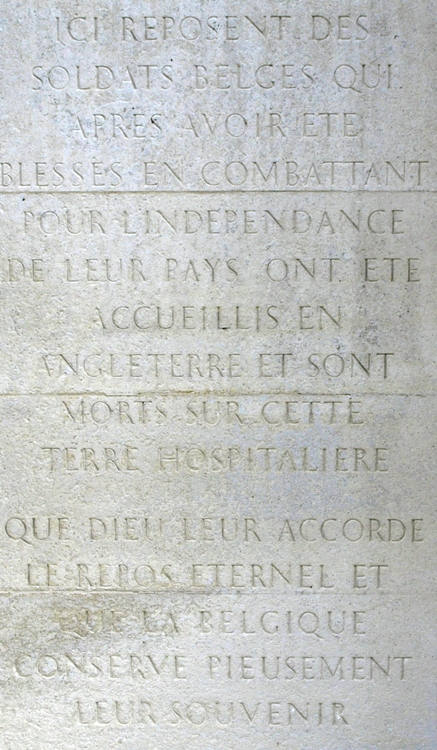 ICI REPOSENT DES
SOLDATS BELGES QUI.
APRES AVOIR ETE
BLESSES EN COMBATTANT
POUR L'INDEPENDANCE
DE LEUR PAYS. ONT. ETE
ACCUEILLIS EN
ANGLETERRE ET SONT
MORTS SUR CETTE
TERRE HOSPITALIERE
QUE DIEU LEUR ACCORDE
LE REPOS ETERNEL ET
QUE LA BELGIQUE
CONSERVE PIEUSEMENT
LEUR SOUVENIR